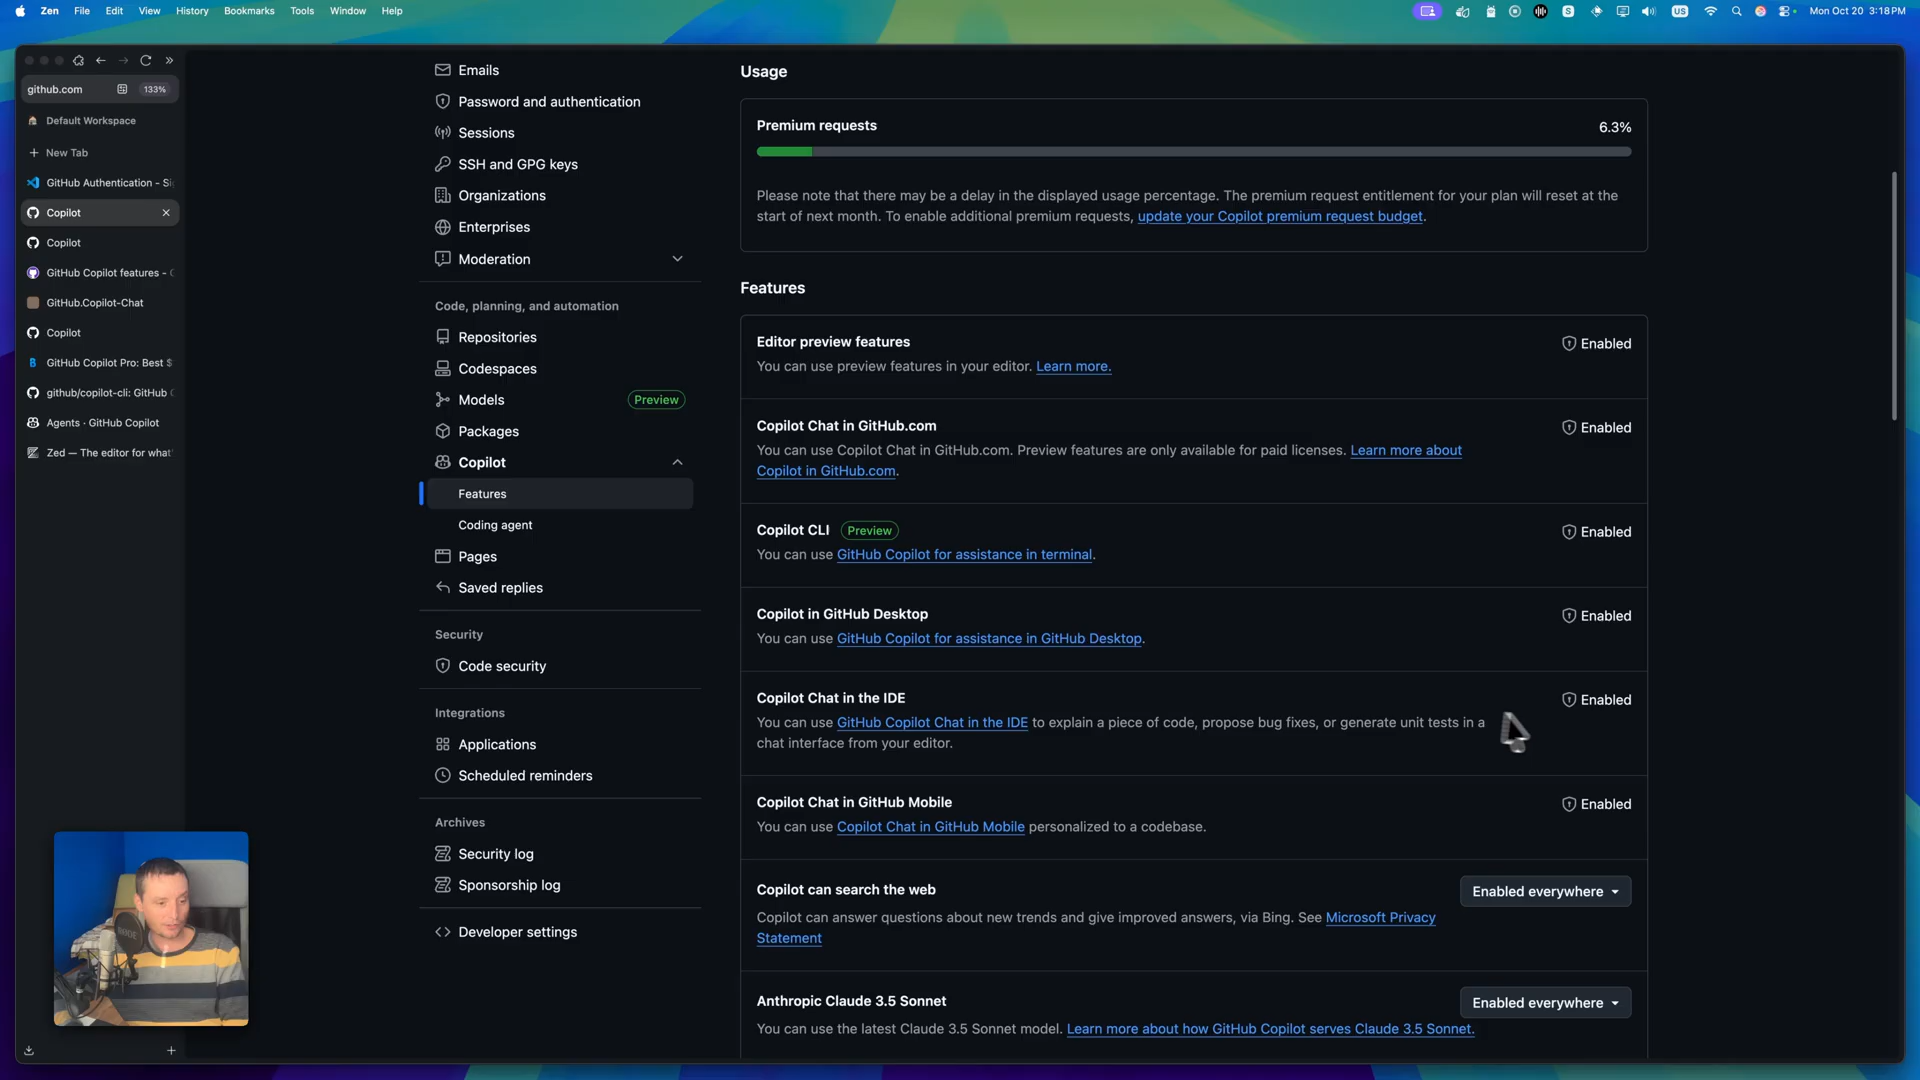 Zen File Edit View History Bookmarks Tools Window Help
US Mon Oct 20 3:18 PM
github.com 133%
Default Workspace
New Tab
GitHub Authentication - Si
Copilot
Copilot
GitHub Copilot features - G
GitHub.Copilot-Chat
Copilot
GitHub Copilot Pro: Best $
github/copilot-cli: GitHub C
Agents · GitHub Copilot
Zed — The editor for what'
Emails
Password and authentication
Sessions
SSH and GPG keys
Organizations
Enterprises
Moderation
Code, planning, and automation
Repositories
Codespaces
Models Preview
Packages
Copilot
Features
Coding agent
Pages
Saved replies
Security
Code security
Integrations
Applications
Scheduled reminders
Archives
Security log
Sponsorship log
Developer settings
Usage
Premium requests 6.3%
Please note that there may be a delay in the displayed usage percentage. The premium request entitlement for your plan will reset at the
start of next month. To enable additional premium requests, update your Copilot premium request budget.
Features
Editor preview features Enabled
You can use preview features in your editor. Learn more.
Copilot Chat in GitHub.com Enabled
You can use Copilot Chat in GitHub.com. Preview features are only available for paid licenses. Learn more about
Copilot in GitHub.com.
Copilot CLI Preview Enabled
You can use GitHub Copilot for assistance in terminal.
Copilot in GitHub Desktop Enabled
You can use GitHub Copilot for assistance in GitHub Desktop.
Copilot Chat in the IDE Enabled
You can use GitHub Copilot Chat in the IDE to explain a piece of code, propose bug fixes, or generate unit tests in a
chat interface from your editor.
Copilot Chat in GitHub Mobile Enabled
You can use Copilot Chat in GitHub Mobile personalized to a codebase.
Copilot can search the web Enabled everywhere
Copilot can answer questions about new trends and give improved answers, via Bing. See Microsoft Privacy
Statement
Anthropic Claude 3.5 Sonnet Enabled everywhere
You can use the latest Claude 3.5 Sonnet model. Learn more about how GitHub Copilot serves Claude 3.5 Sonnet.